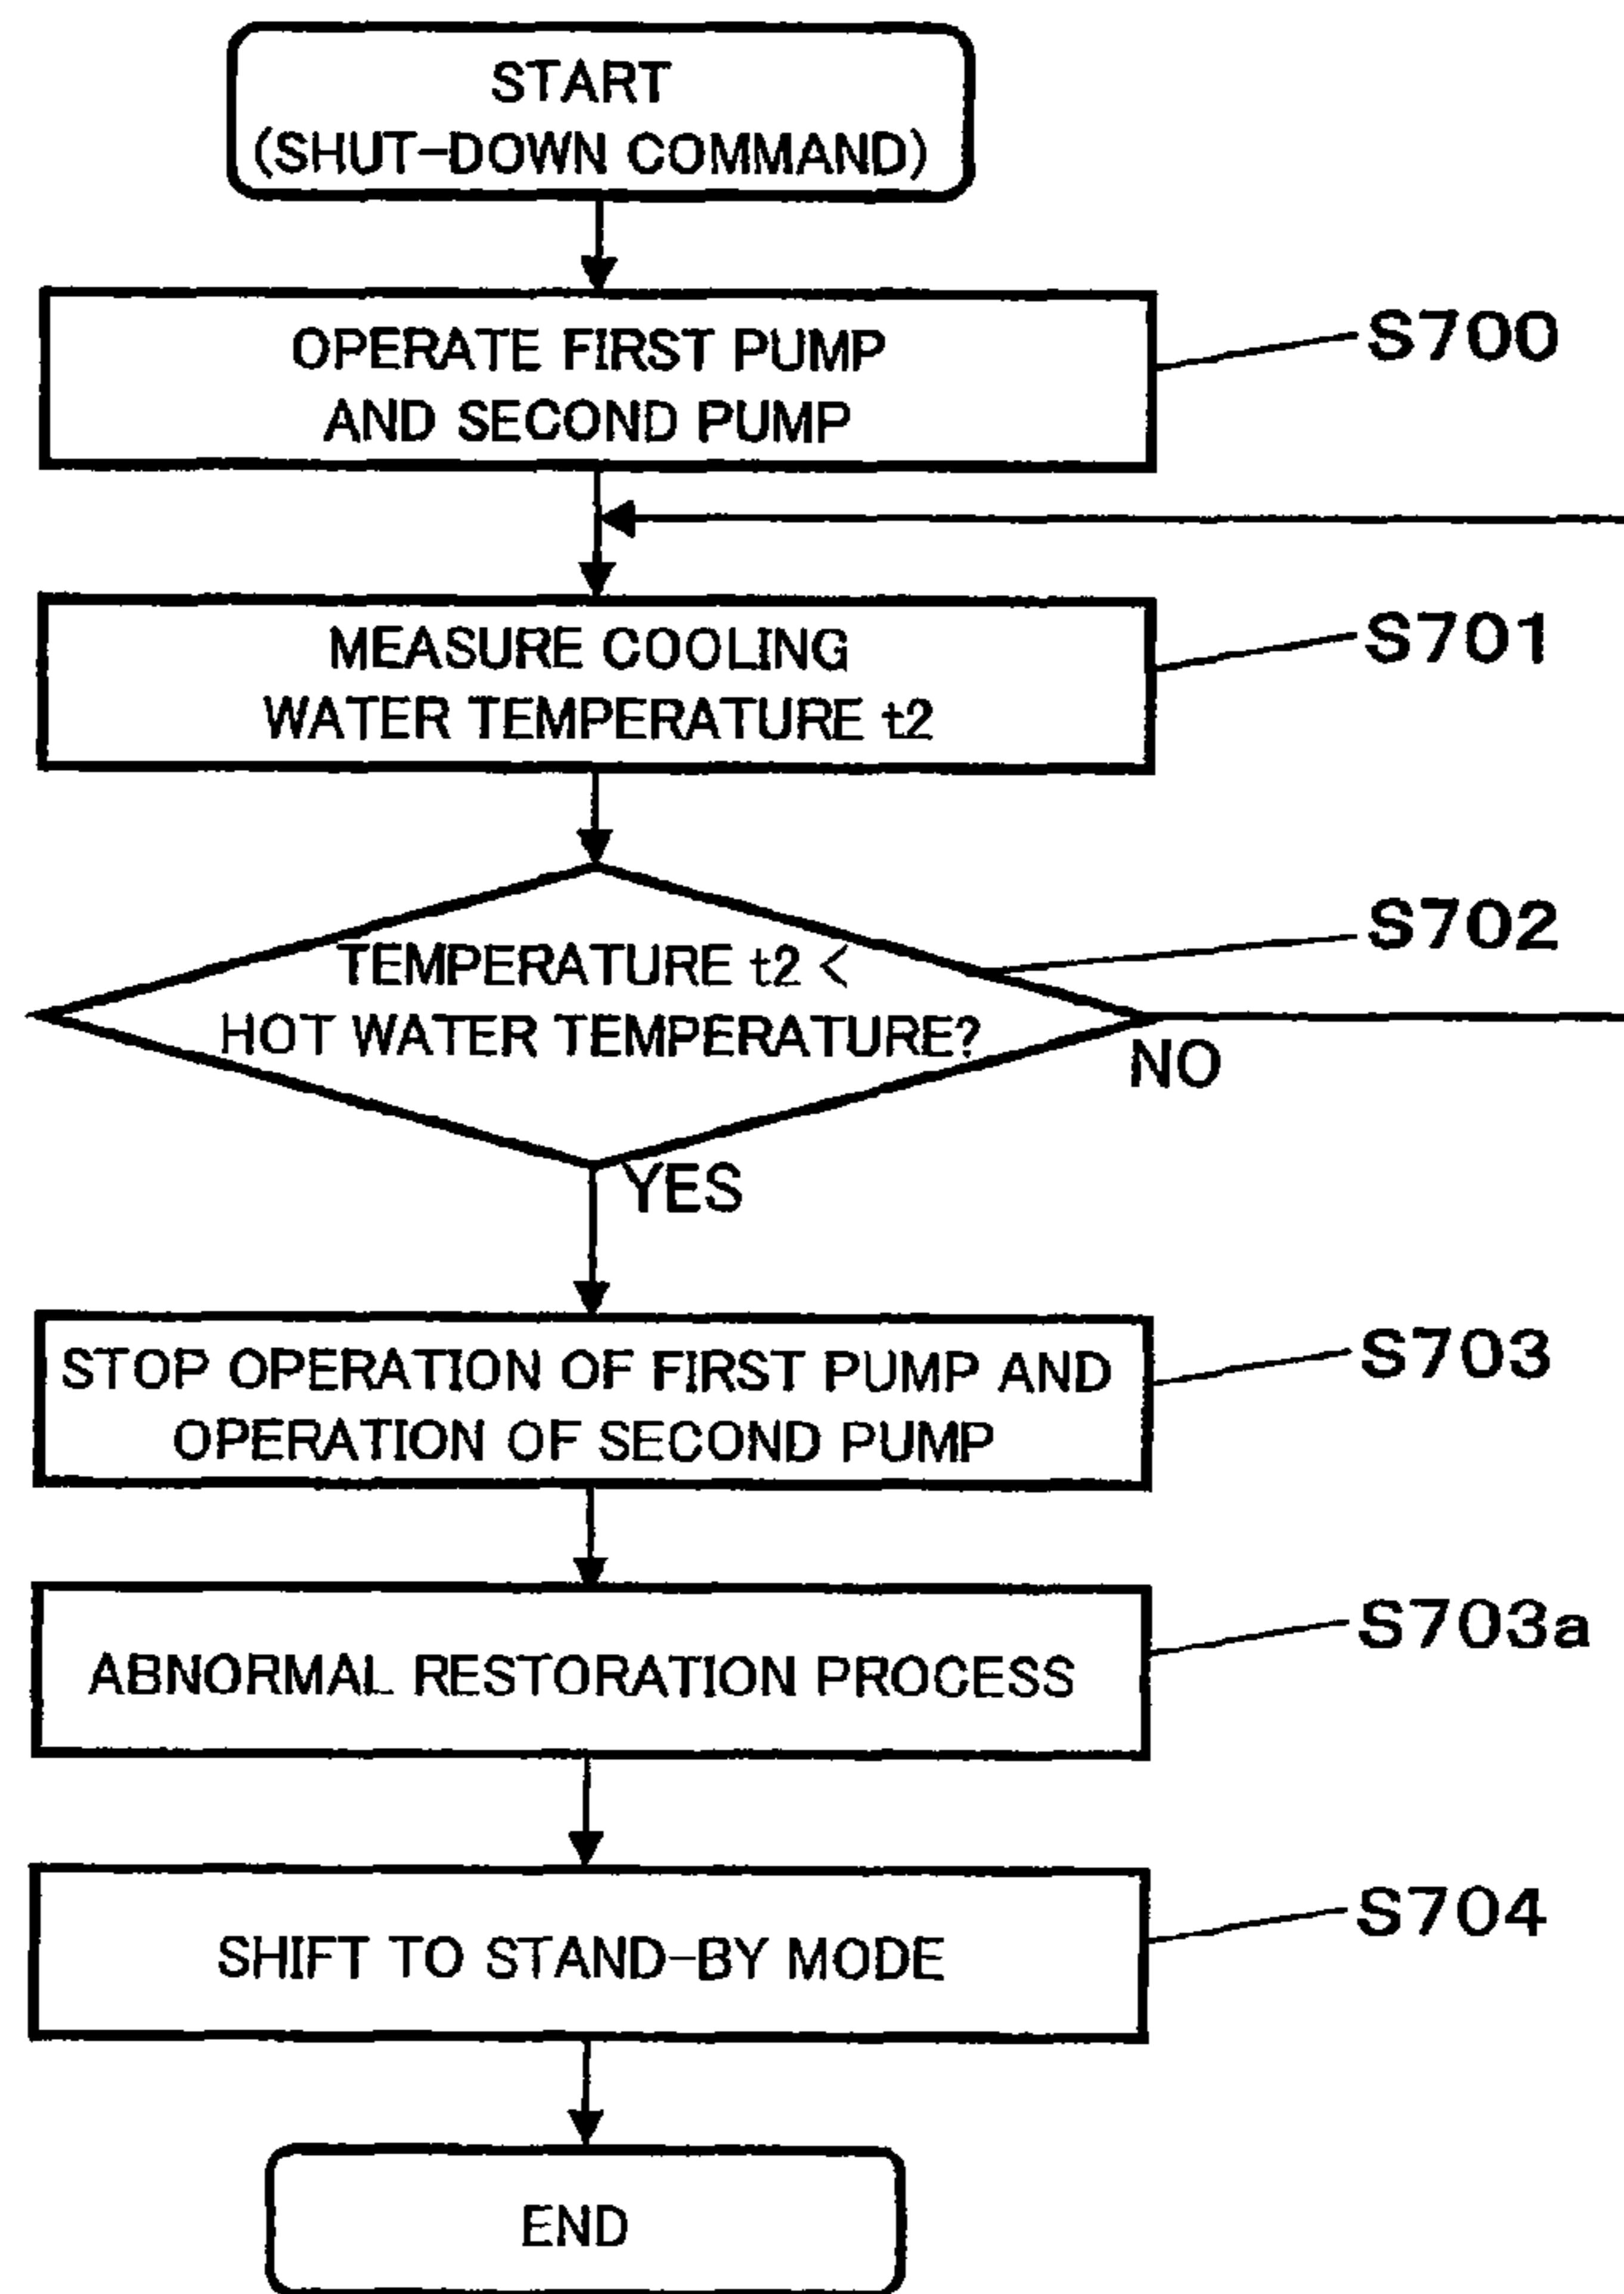 START
(SHUT-DOWN COMMAND)
OPERATE FIRST PUMP
AND SECOND PUMP
S700
MEASURE COOLING
WATER TEMPERATURE t2
S701
TEMPERATURE t2 <
HOT WATER TEMPERATURE?
S702
NO
YES
STOP OPERATION OF FIRST PUMP AND
OPERATION OF SECOND PUMP
S703
ABNORMAL RESTORATION PROCESS
S703a
SHIFT TO STAND-BY MODE
S704
END